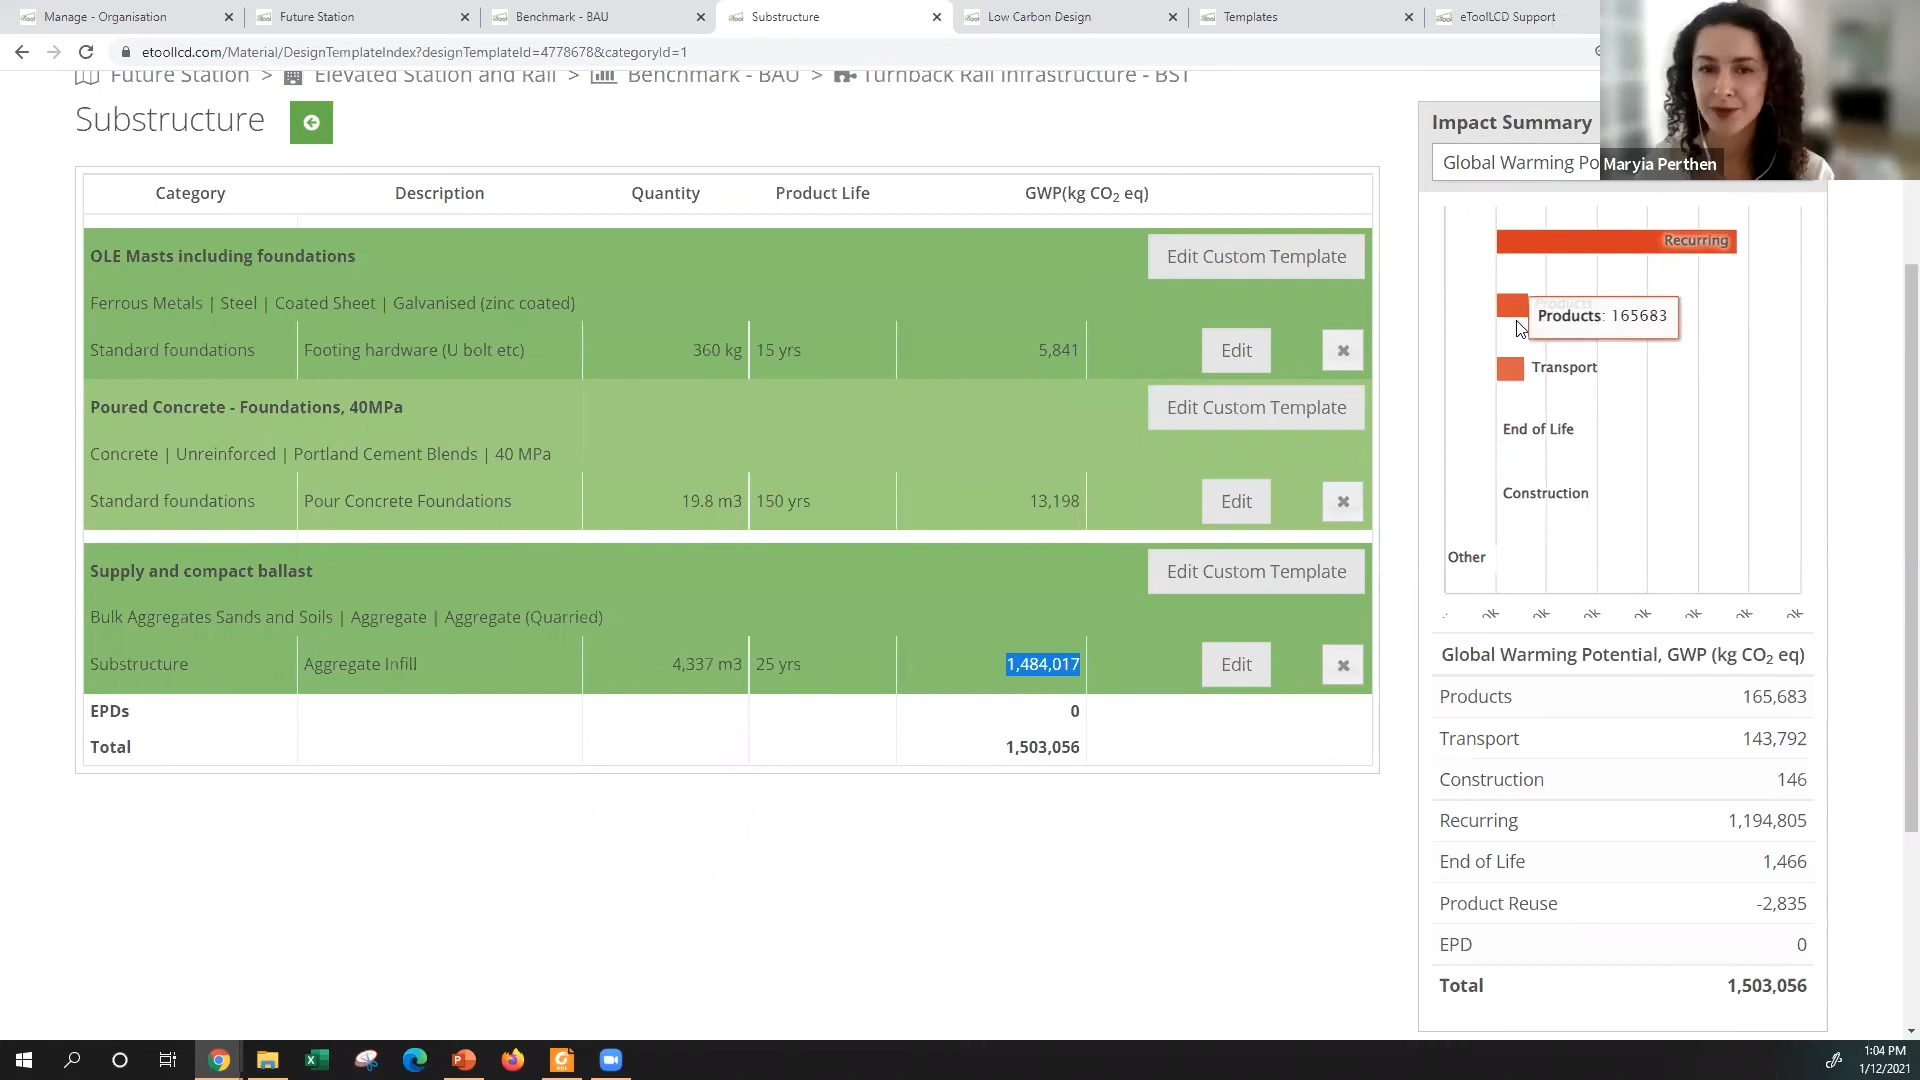 Manage - Organisation
Future Station
Benchmark - BAU
Substructure
Low Carbon Design
Templates
eToolLCD Support
etoollcd.com/Material/DesignTemplateIndex?designTemplateId=4778678&categoryId=1
Future Station > Elevated Station and Rail > Benchmark - BAU > Turnback Rail Infrastructure - BST
Substructure
Category Description Quantity Product Life GWP(kg CO2 eq)
OLE Masts including foundations Edit Custom Template
Ferrous Metals | Steel | Coated Sheet | Galvanised (zinc coated)
Standard foundations Footing hardware (U bolt etc) 360 kg 15 yrs 5,841 Edit
Poured Concrete - Foundations, 40MPa Edit Custom Template
Concrete | Unreinforced | Portland Cement Blends | 40 MPa
Standard foundations Pour Concrete Foundations 19.8 m3 150 yrs 13,198 Edit
Supply and compact ballast Edit Custom Template
Bulk Aggregates Sands and Soils | Aggregate | Aggregate (Quarried)
Substructure Aggregate Infill 4,337 m3 25 yrs 1,484,017 Edit
EPDs 0
Total 1,503,056
Impact Summary
Global Warming Po
Maryia Perthen
Recurring
Products
Products: 165683
Transport
End of Life
Construction
Other
Global Warming Potential, GWP (kg CO2 eq)
Products 165,683
Transport 143,792
Construction 146
Recurring 1,194,805
End of Life 1,466
Product Reuse -2,835
EPD 0
Total 1,503,056
1:04 PM
1/12/2021